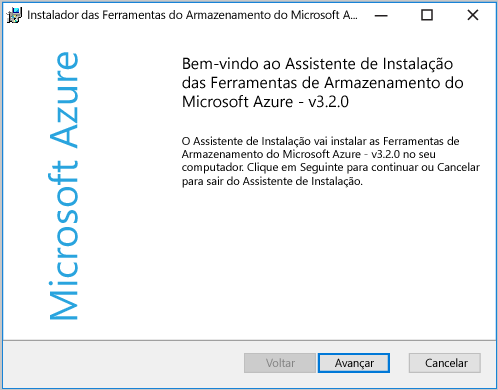 Instalador das Ferramentas do Armazenamento do Microsoft A...
Microsoft Azure
Bem-vindo ao Assistente de Instalação
das Ferramentas de Armazenamento do
Microsoft Azure - v3.2.0
O Assistente de Instalação vai instalar as Ferramentas de
Armazenamento do Microsoft Azure - v3.2.0 no seu
computador. Clique em Seguinte para continuar ou Cancelar
para sair do Assistente de Instalação.
Voltar
Avançar
Cancelar